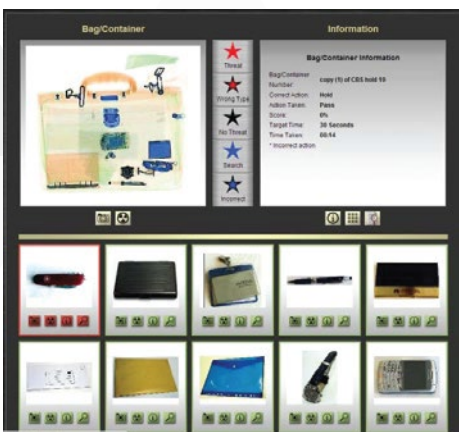 Bag/Container
Information
Threat
Wrong Type
No Threat
Search
Incorrect
Bag/Container Information
Bag/Container Number: copy (1) of CBS hold 10
Correct Action: Hold
Action Taken: Pass
Score: 0%
Target Time: 30 Seconds
Time Taken: 00:14
* Incorrect action